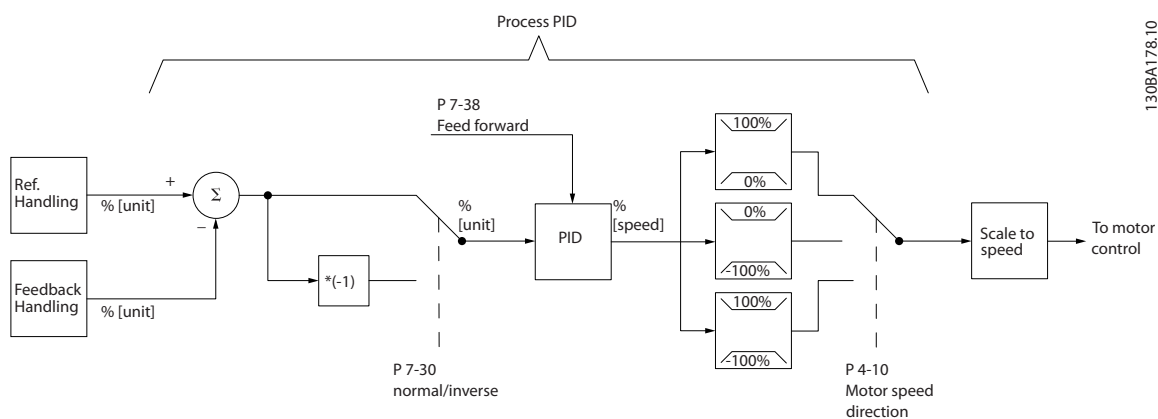 Process PID
130BA178.10
P 7-38
Feed forward
100%
0%
Ref.
Handling
% [unit]
+
Σ
−
%
[unit]
PID
%
[speed]
0%
-100%
Scale to
speed
To motor
control
Feedback
Handling
% [unit]
*(-1)
100%
-100%
P 7-30
normal/inverse
P 4-10
Motor speed
direction